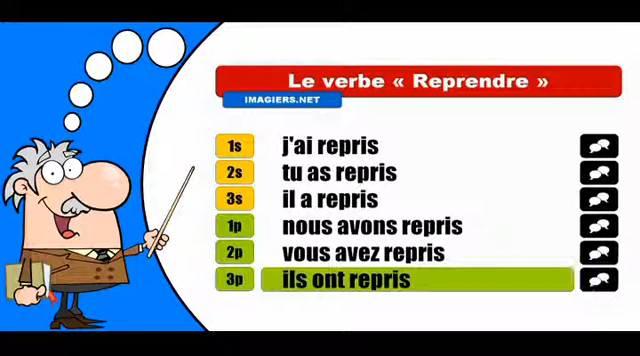 Le verbe « Reprendre »
IMAGIERS.NET
1s j'ai repris
2s tu as repris
3s il a repris
1p nous avons repris
2p vous avez repris
3p ils ont repris